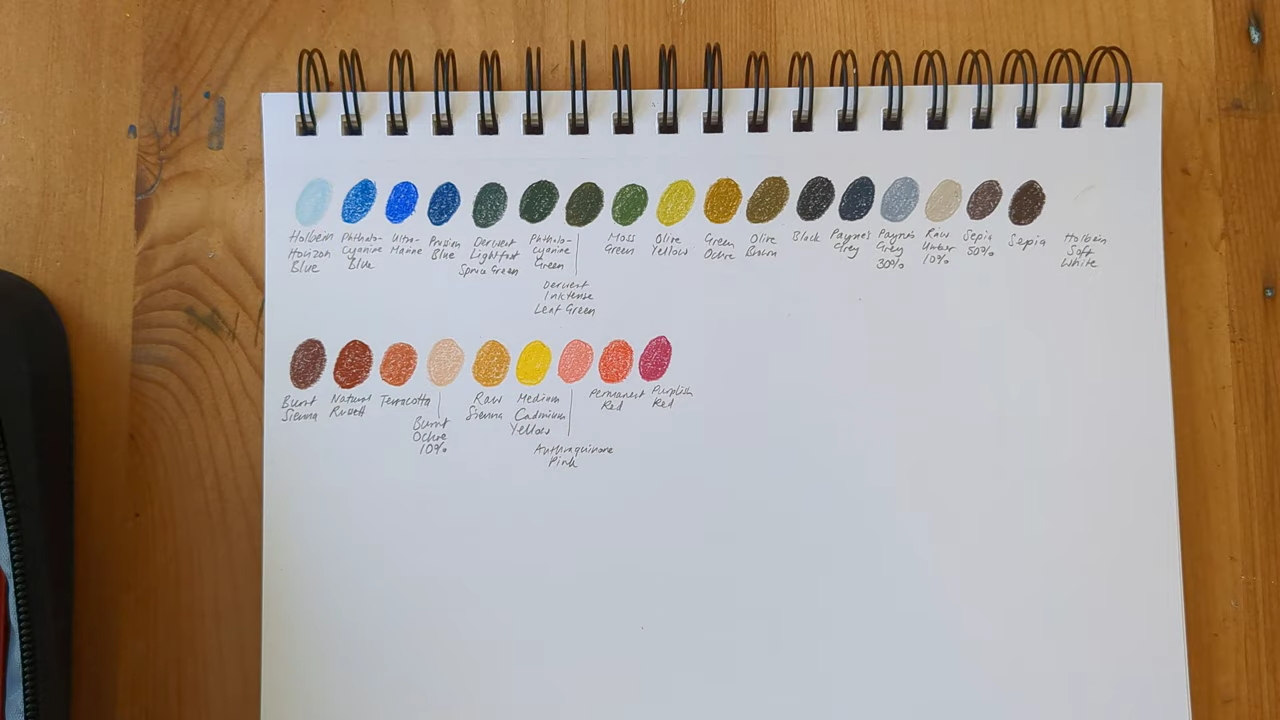 Holbein
Horizon
Blue
Phthalo-
Cyanine
Blue
Ultra-
Marine
Prussian
Blue
Derwent
Lightfast
Spruce Green
Phthalo-
cyanine
Green
Derwent
Inktense
Leaf Green
Moss
Green
Olive
Yellow
Green
Ochre
Olive
Brown
Black
Payne's
Grey
Payne's
Grey
30%
Raw
Umber
10%
Sepia
50%
Sepia
Holbein
Soft
White
Burnt
Sienna
Natural
Russett
Terracotta
Burnt
Ochre
10%
Raw
Sienna
Medium
Cadmium
Yellow
Anthraquinone
Pink
Permanent
Red
Purplish
Red